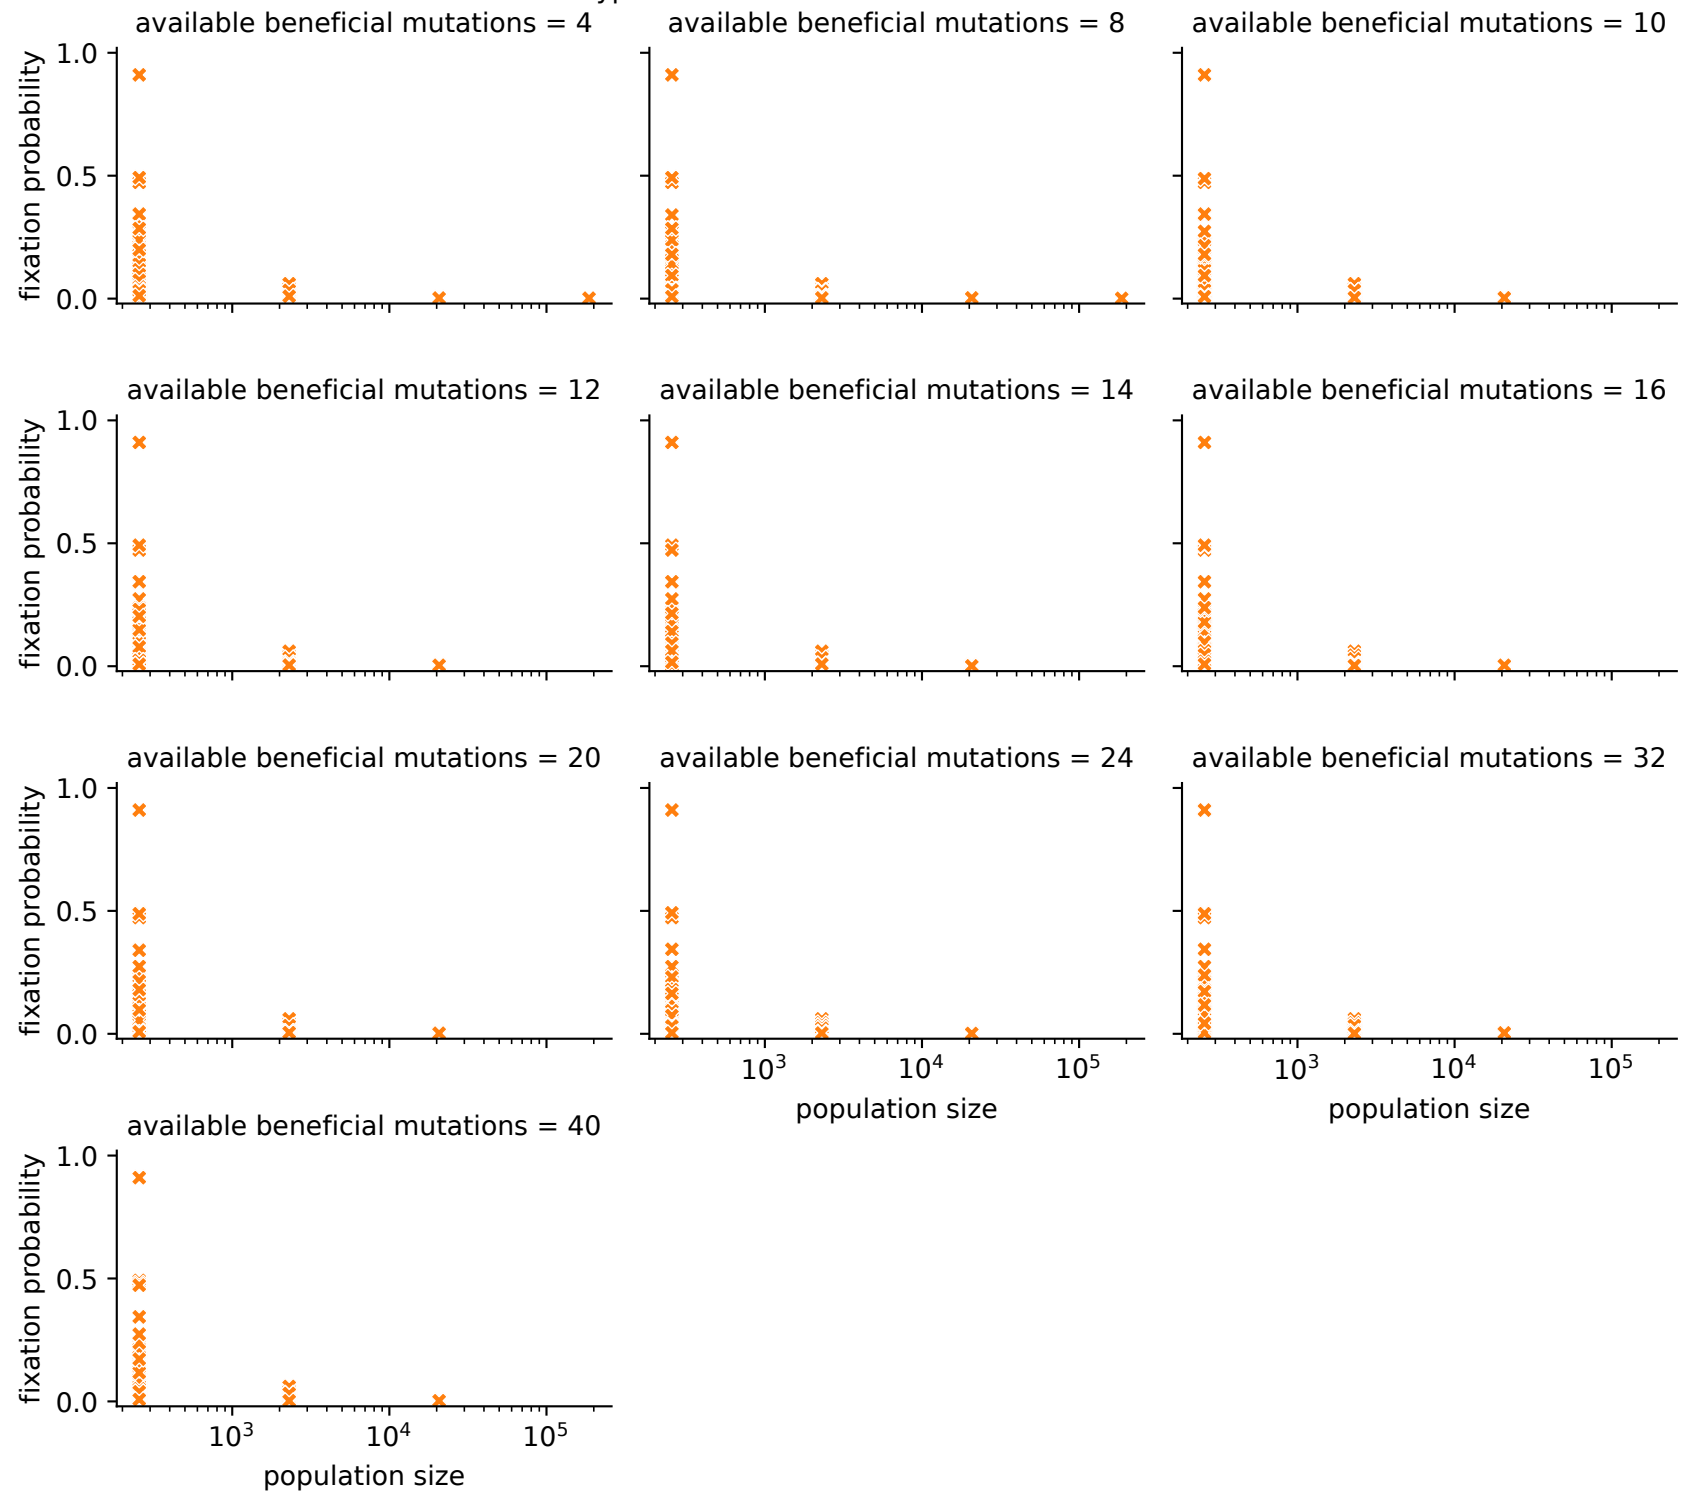 available beneficial mutations = 4
available beneficial mutations = 8
available beneficial mutations = 10
fixation probability
1.0
0.5
0.0
available beneficial mutations = 12
available beneficial mutations = 14
available beneficial mutations = 16
fixation probability
1.0
0.5
0.0
available beneficial mutations = 20
available beneficial mutations = 24
available beneficial mutations = 32
fixation probability
1.0
0.5
0.0
10³ 10⁴ 10⁵
population size
10³ 10⁴ 10⁵
population size
available beneficial mutations = 40
fixation probability
1.0
0.5
0.0
10³ 10⁴ 10⁵
population size